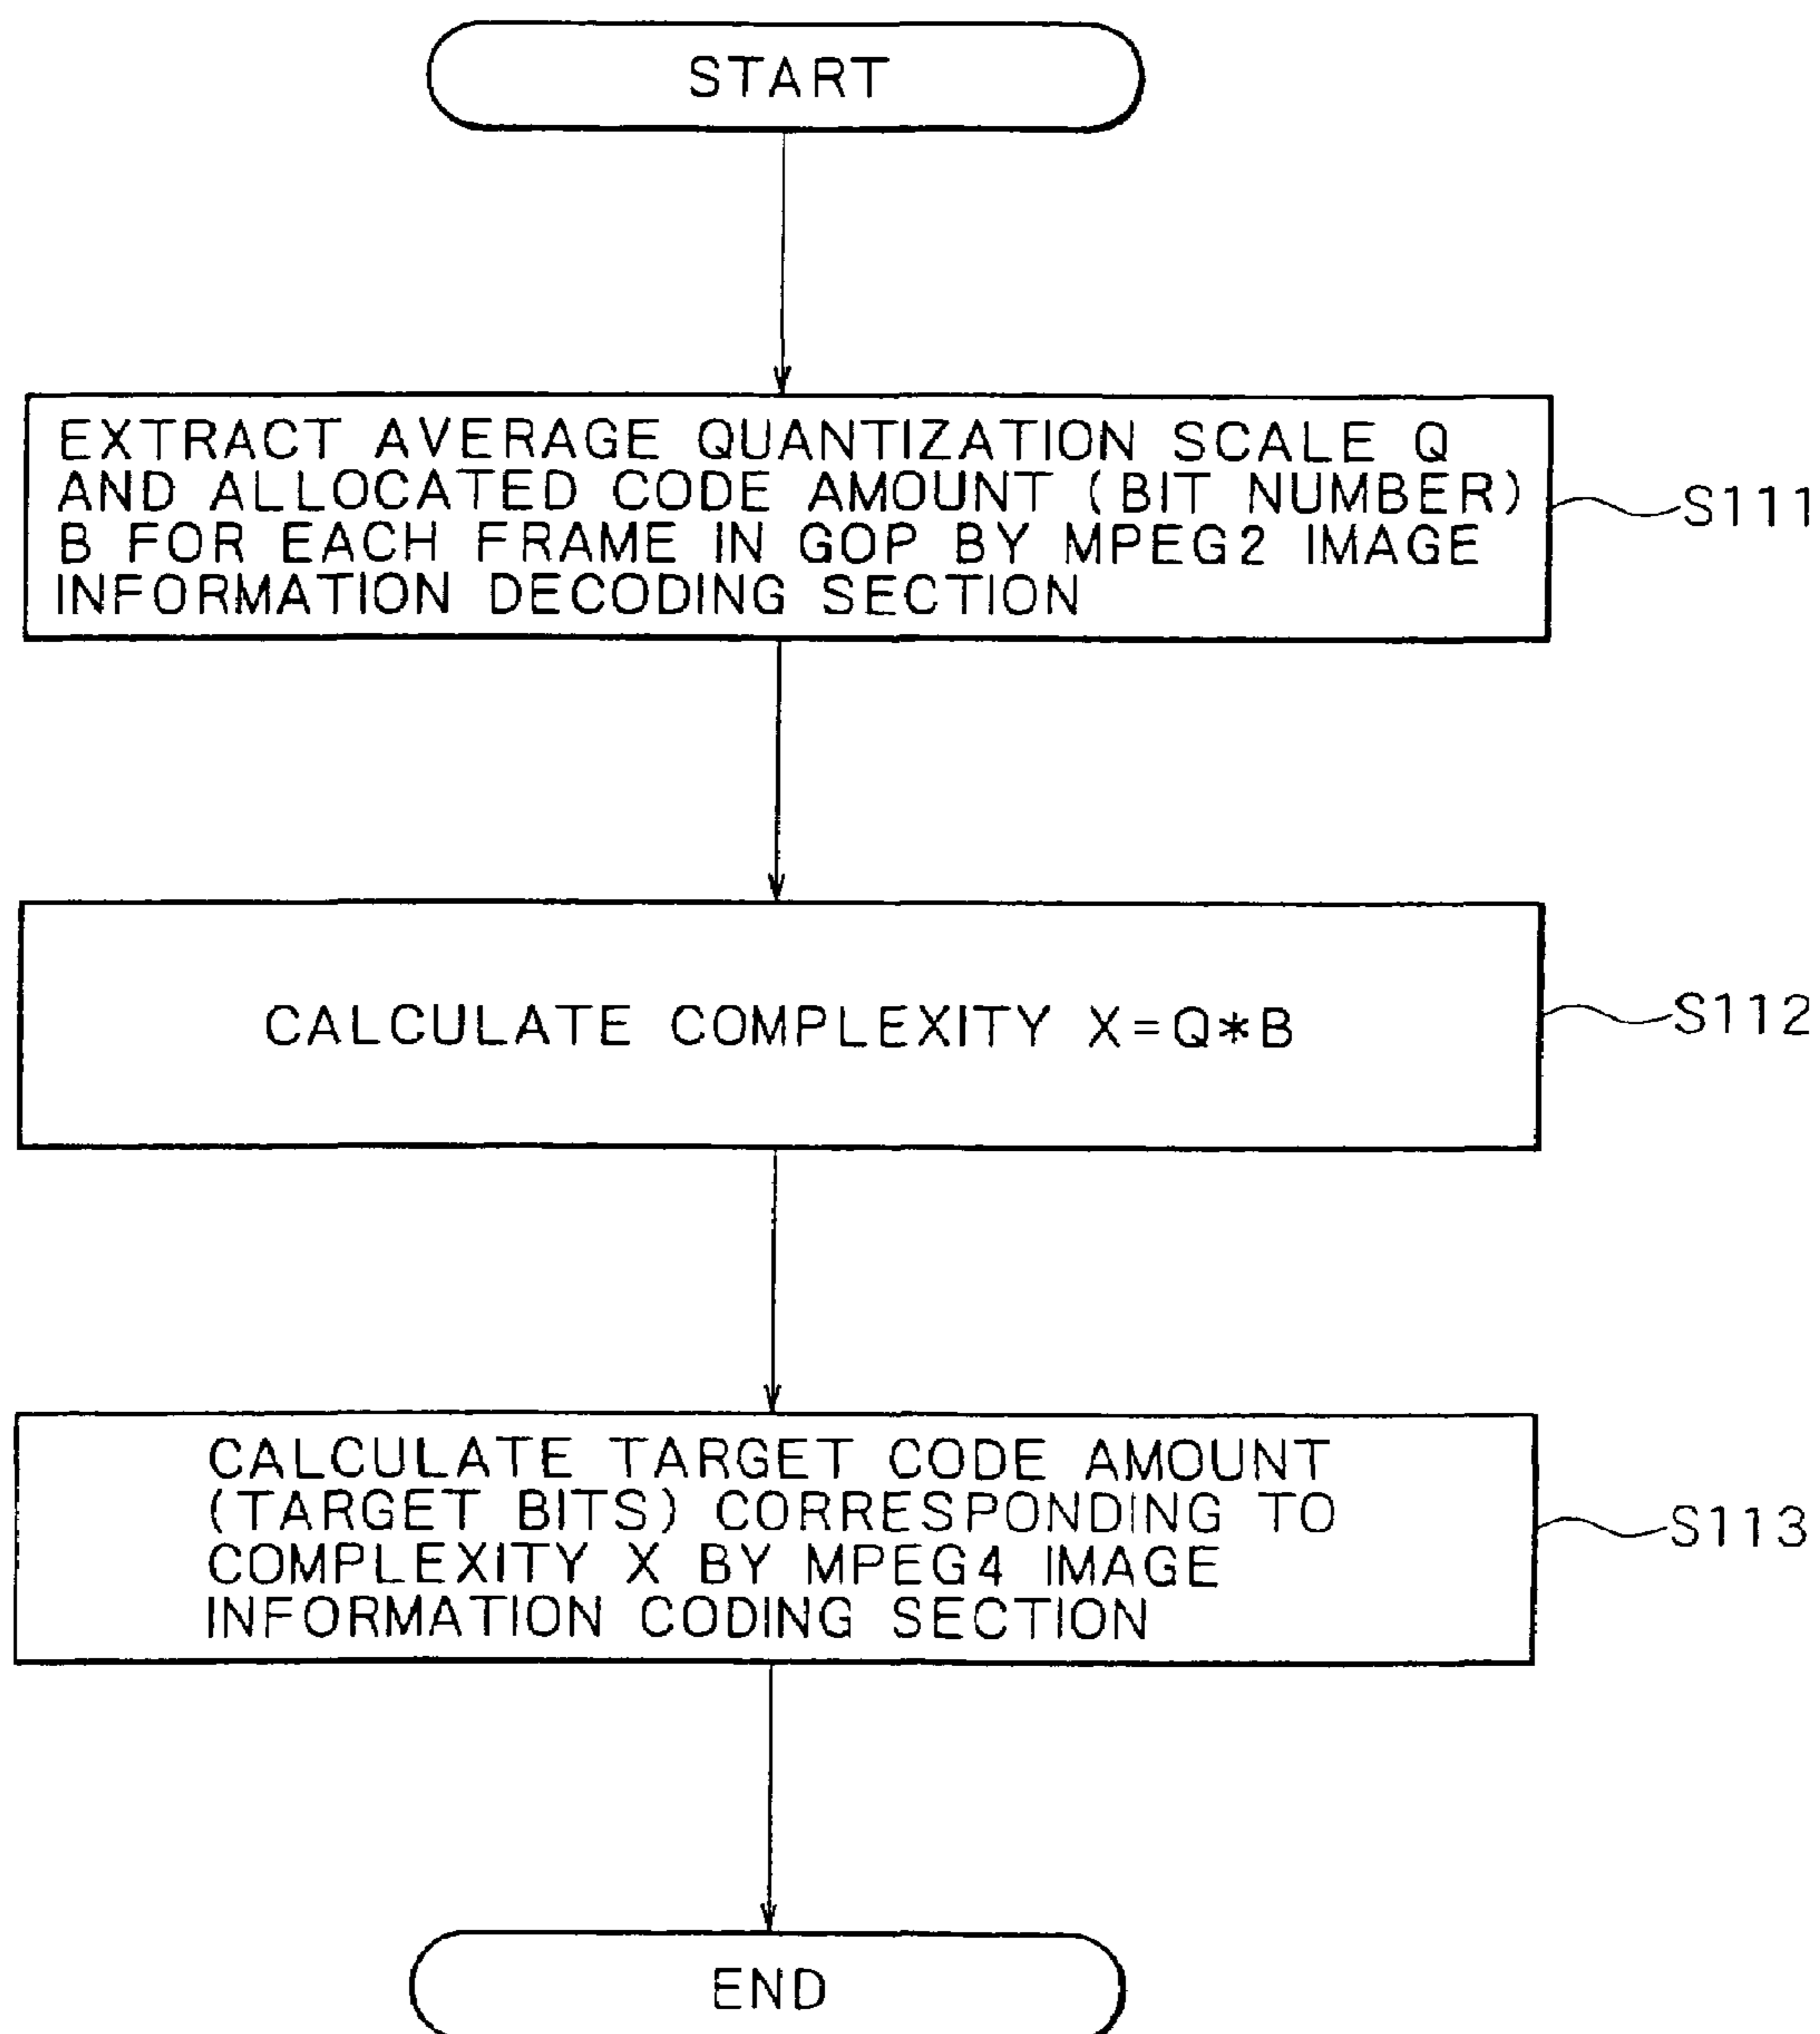 START
EXTRACT AVERAGE QUANTIZATION SCALE Q
AND ALLOCATED CODE AMOUNT (BIT NUMBER)
B FOR EACH FRAME IN GOP BY MPEG2 IMAGE
INFORMATION DECODING SECTION
S111
CALCULATE COMPLEXITY X=Q*B
S112
CALCULATE TARGET CODE AMOUNT
(TARGET BITS) CORRESPONDING TO
COMPLEXITY X BY MPEG4 IMAGE
INFORMATION CODING SECTION
S113
END